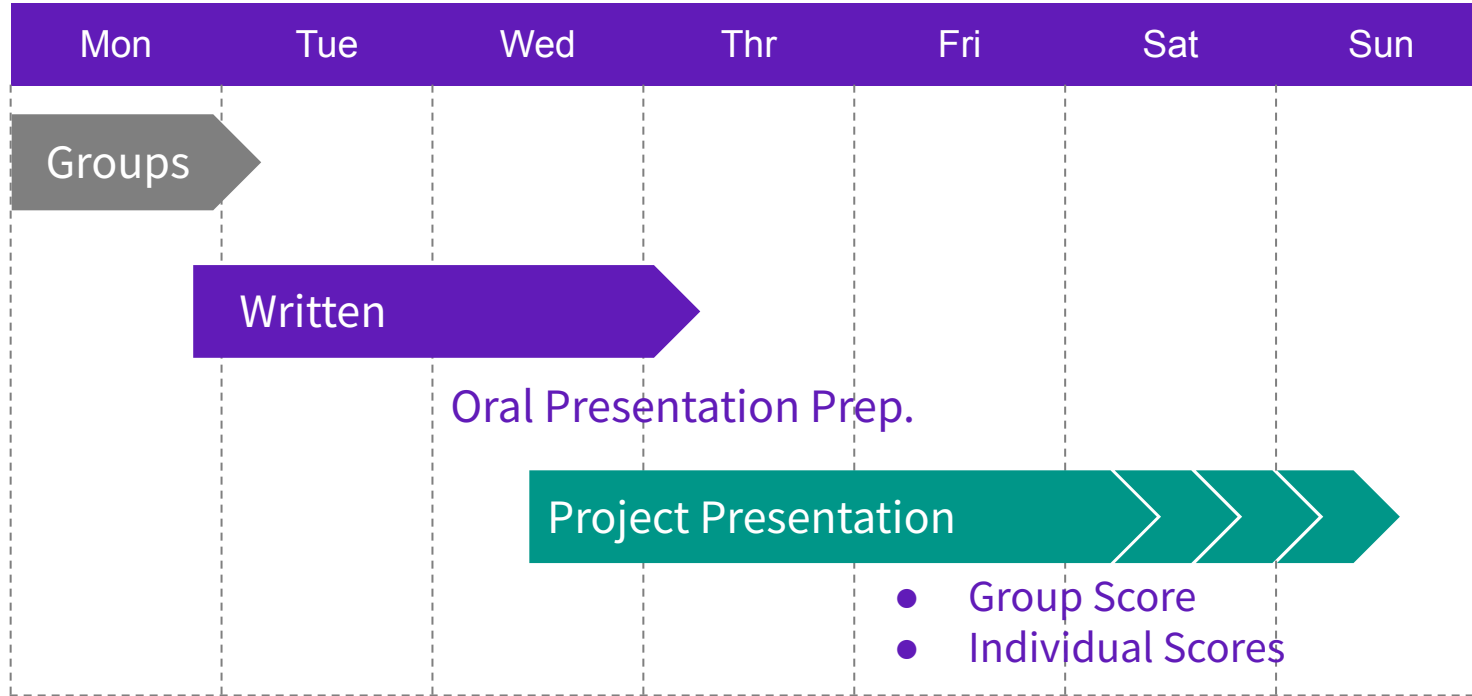 Mon Tue Wed Thr Fri Sat Sun
Groups
Written
Oral Presentation Prep.
Project Presentation
● Group Score
● Individual Scores